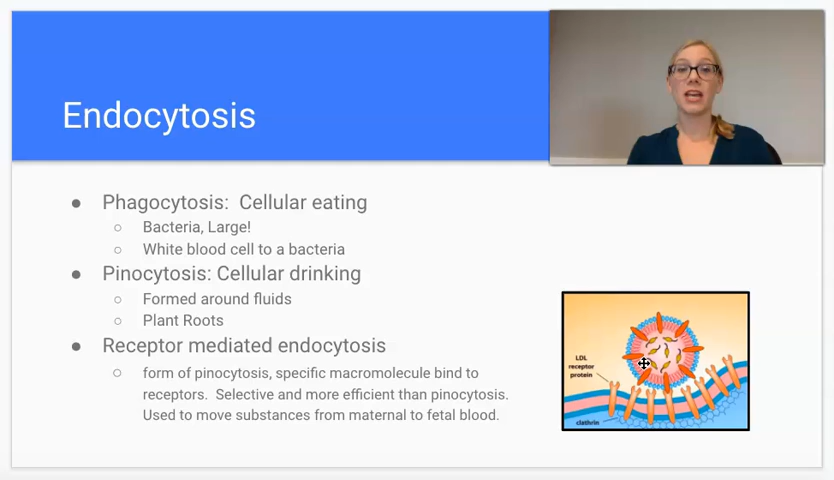 Endocytosis
Phagocytosis: Cellular eating
Bacteria, Large!
White blood cell to a bacteria
Pinocytosis: Cellular drinking
Formed around fluids
Plant Roots
Receptor mediated endocytosis
form of pinocytosis, specific macromolecule bind to
receptors. Selective and more efficient than pinocytosis.
Used to move substances from maternal to fetal blood.
LDL
receptor
protein
clathrin